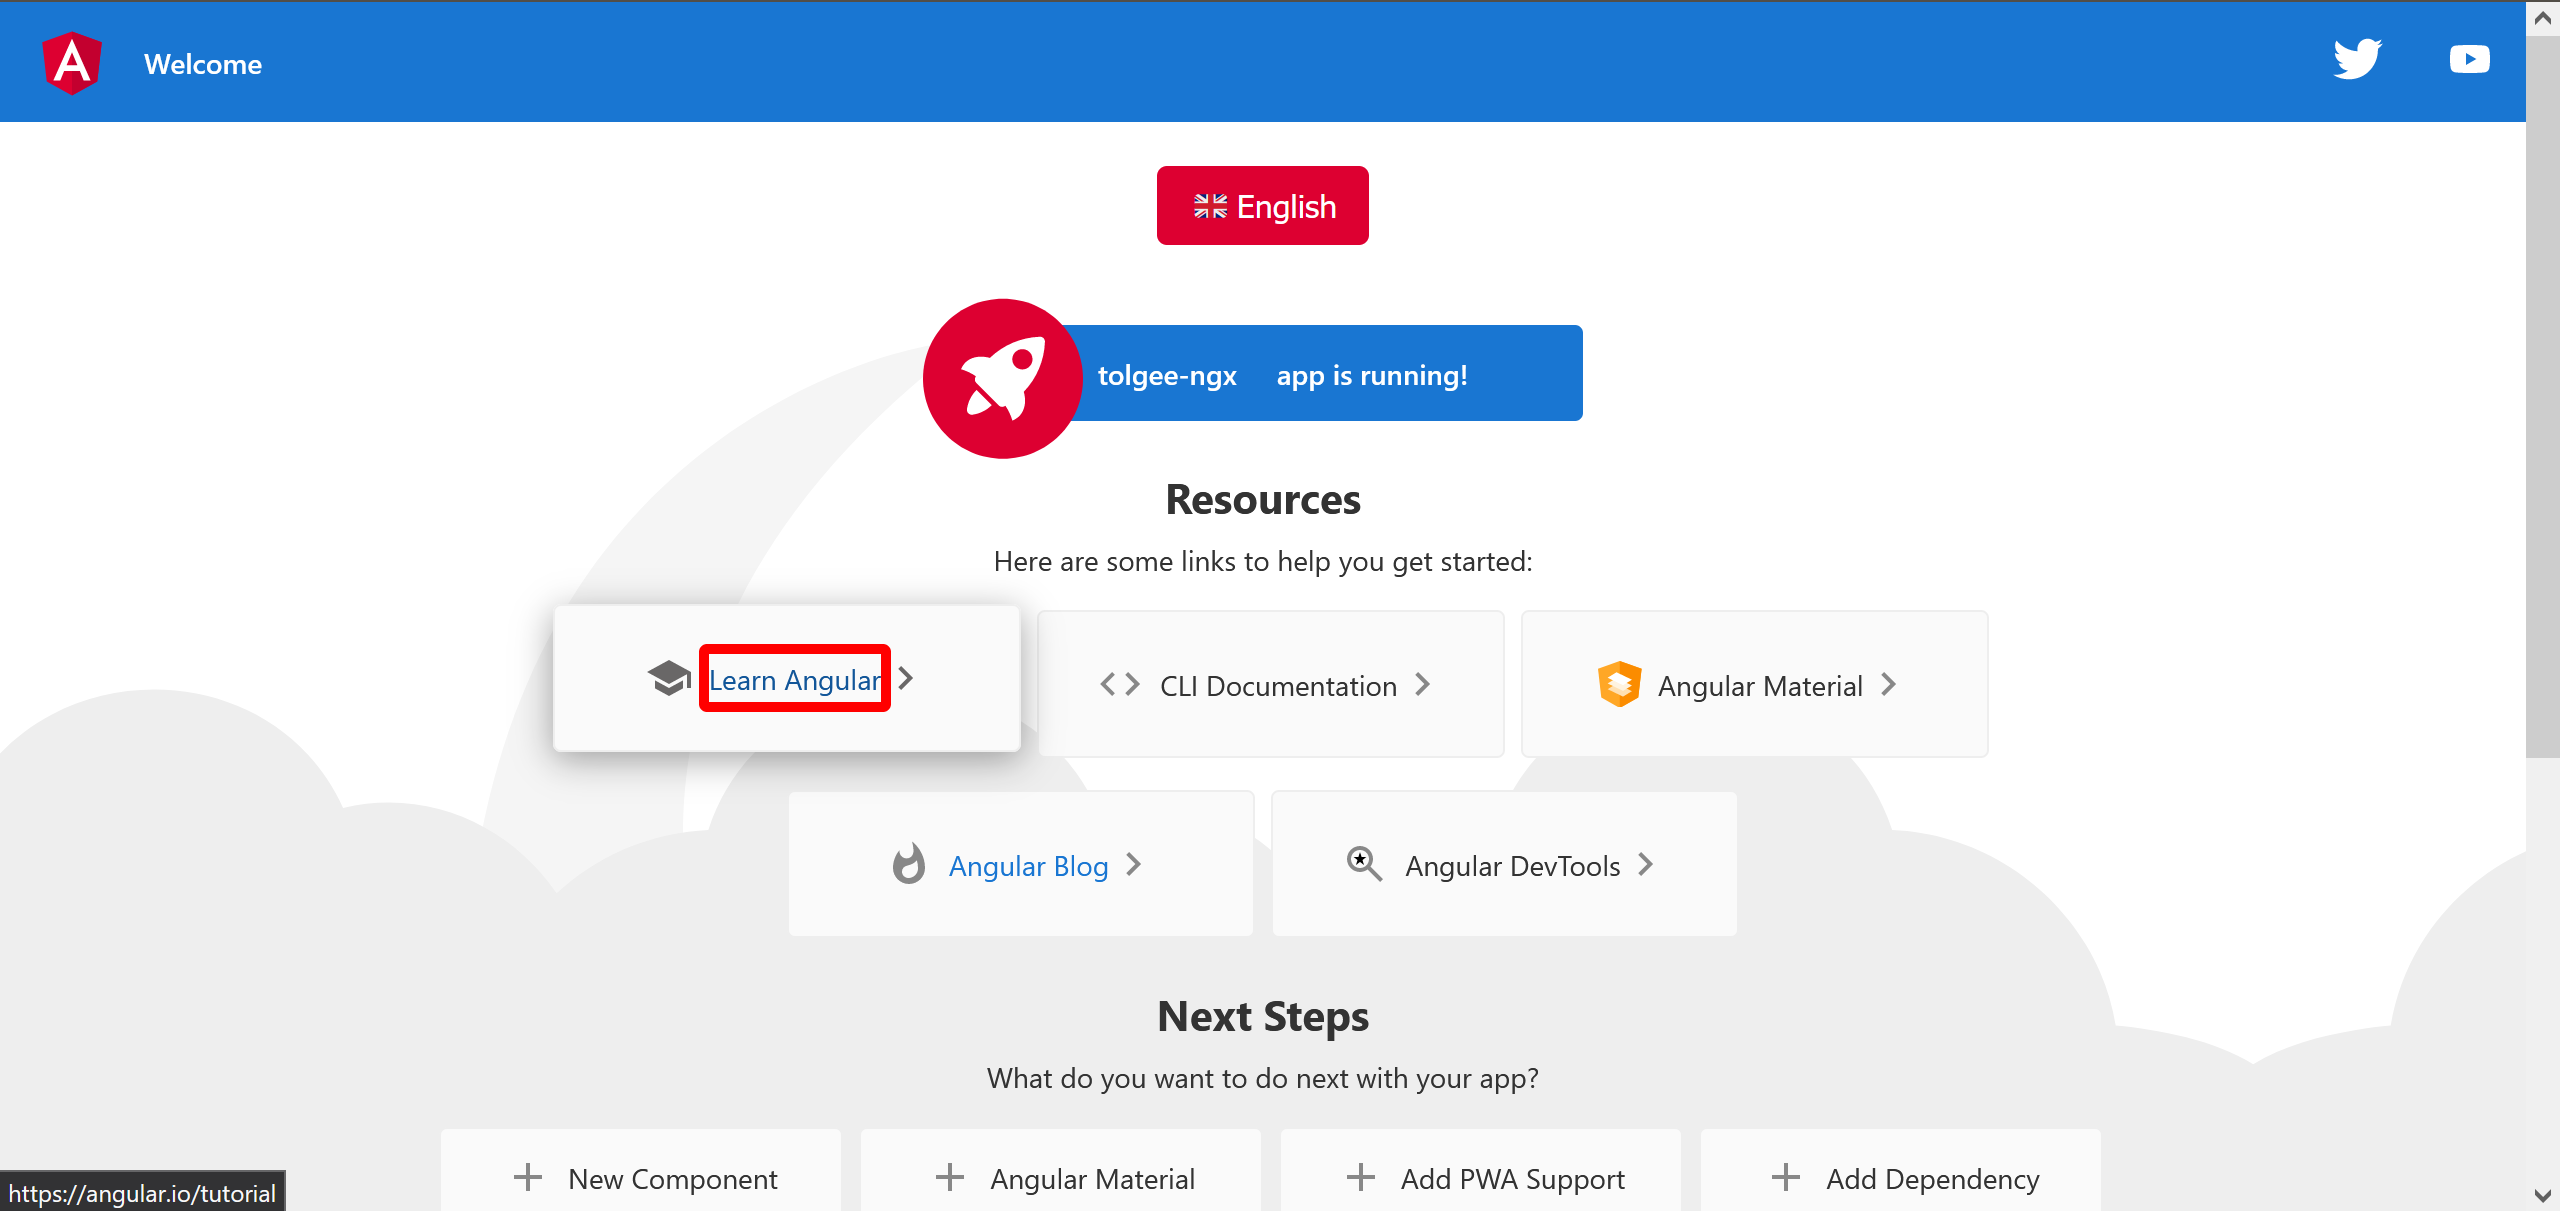 Welcome
English
tolgee-ngx app is running!
Resources
Here are some links to help you get started:
Learn Angular
CLI Documentation
Angular Material
Angular Blog
Angular DevTools
Next Steps
What do you want to do next with your app?
New Component
Angular Material
Add PWA Support
Add Dependency
https://angular.io/tutorial